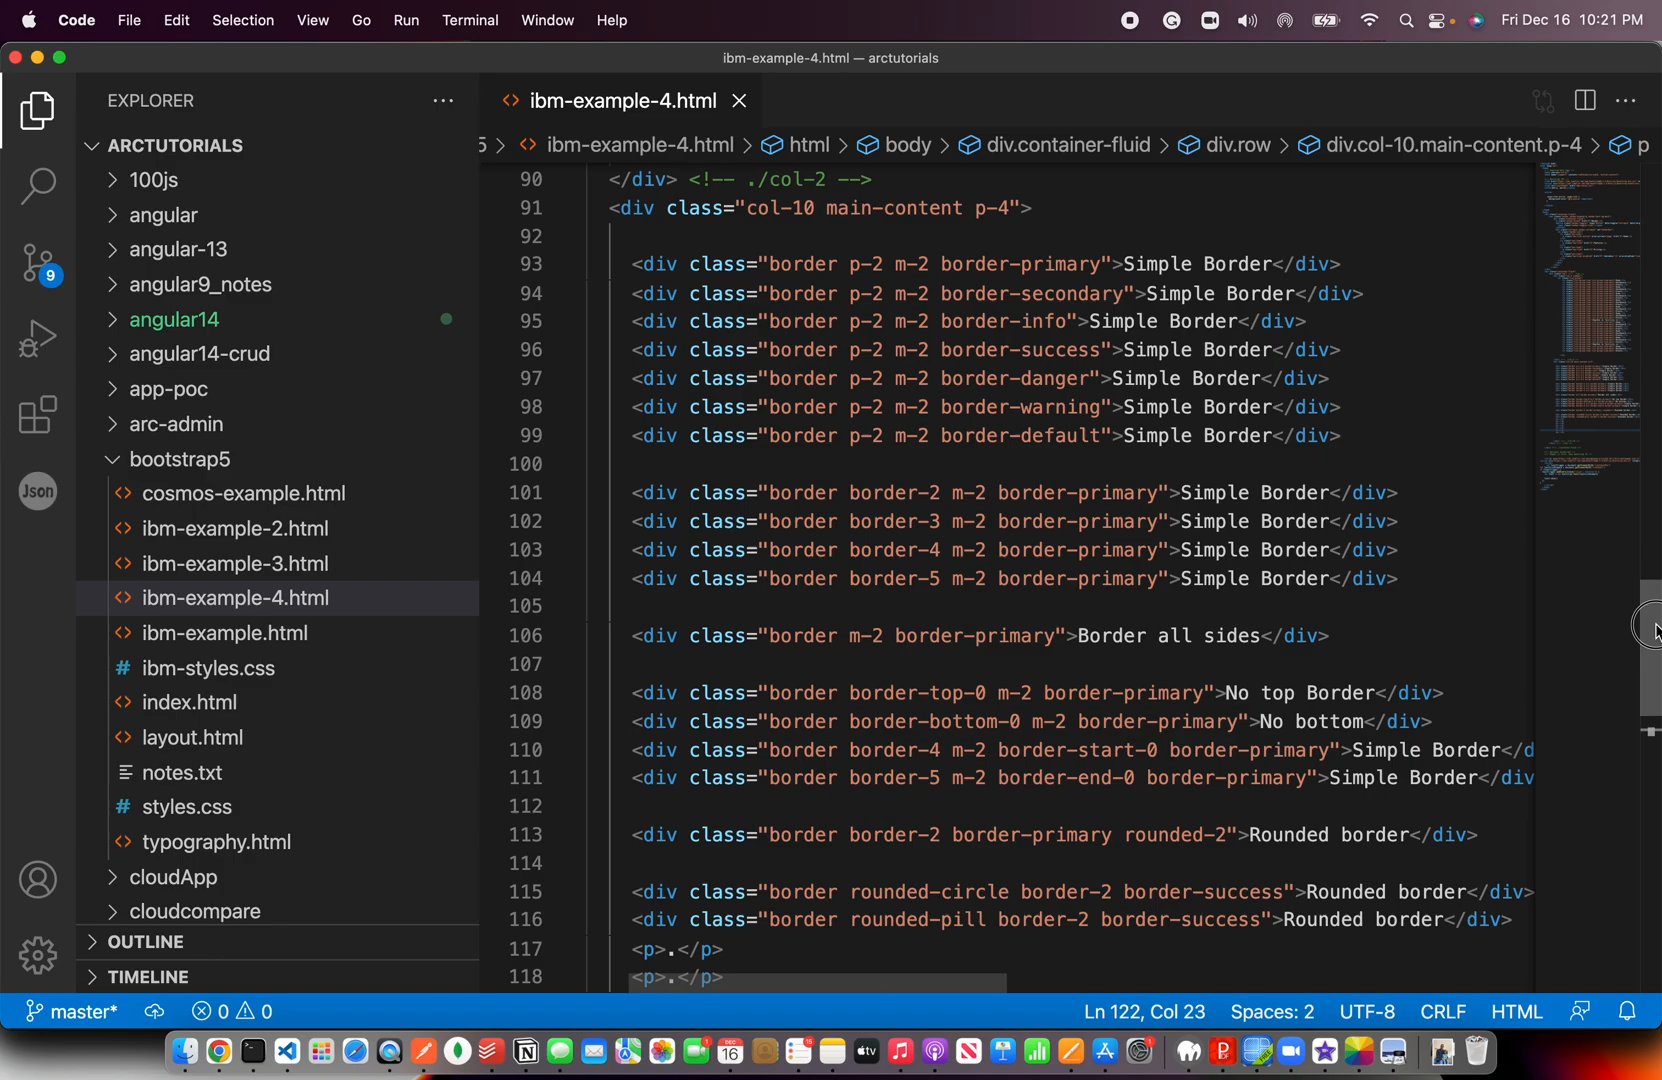 Code File Edit Selection View Go Run Terminal Window Help Fri Dec 16 10:21 PM
ibm-example-4.html — arctutorials
EXPLORER
ibm-example-4.html
ARCTUTORIALS
5 > ibm-example-4.html > html > body > div.container-fluid > div.row > div.col-10.main-content.p-4 > p
100js
angular
angular-13
angular9_notes
angular14
angular14-crud
app-poc
arc-admin
bootstrap5
cosmos-example.html
ibm-example-2.html
ibm-example-3.html
ibm-example-4.html
ibm-example.html
ibm-styles.css
index.html
layout.html
notes.txt
styles.css
typography.html
cloudApp
cloudcompare
OUTLINE
TIMELINE
9
Json
90 </div> <!-- ./col-2 -->
91 <div class="col-10 main-content p-4">
92
93 <div class="border p-2 m-2 border-primary">Simple Border</div>
94 <div class="border p-2 m-2 border-secondary">Simple Border</div>
95 <div class="border p-2 m-2 border-info">Simple Border</div>
96 <div class="border p-2 m-2 border-success">Simple Border</div>
97 <div class="border p-2 m-2 border-danger">Simple Border</div>
98 <div class="border p-2 m-2 border-warning">Simple Border</div>
99 <div class="border p-2 m-2 border-default">Simple Border</div>
100
101 <div class="border border-2 m-2 border-primary">Simple Border</div>
102 <div class="border border-3 m-2 border-primary">Simple Border</div>
103 <div class="border border-4 m-2 border-primary">Simple Border</div>
104 <div class="border border-5 m-2 border-primary">Simple Border</div>
105
106 <div class="border m-2 border-primary">Border all sides</div>
107
108 <div class="border border-top-0 m-2 border-primary">No top Border</div>
109 <div class="border border-bottom-0 m-2 border-primary">No bottom</div>
110 <div class="border border-4 m-2 border-start-0 border-primary">Simple Border</d
111 <div class="border border-5 m-2 border-end-0 border-primary">Simple Border</div
112
113 <div class="border border-2 border-primary rounded-2">Rounded border</div>
114
115 <div class="border rounded-circle border-2 border-success">Rounded border</div>
116 <div class="border rounded-pill border-2 border-success">Rounded border</div>
117 <p>.</p>
118 <p>.</p>
master* 0 0 Ln 122, Col 23 Spaces: 2 UTF-8 CRLF HTML